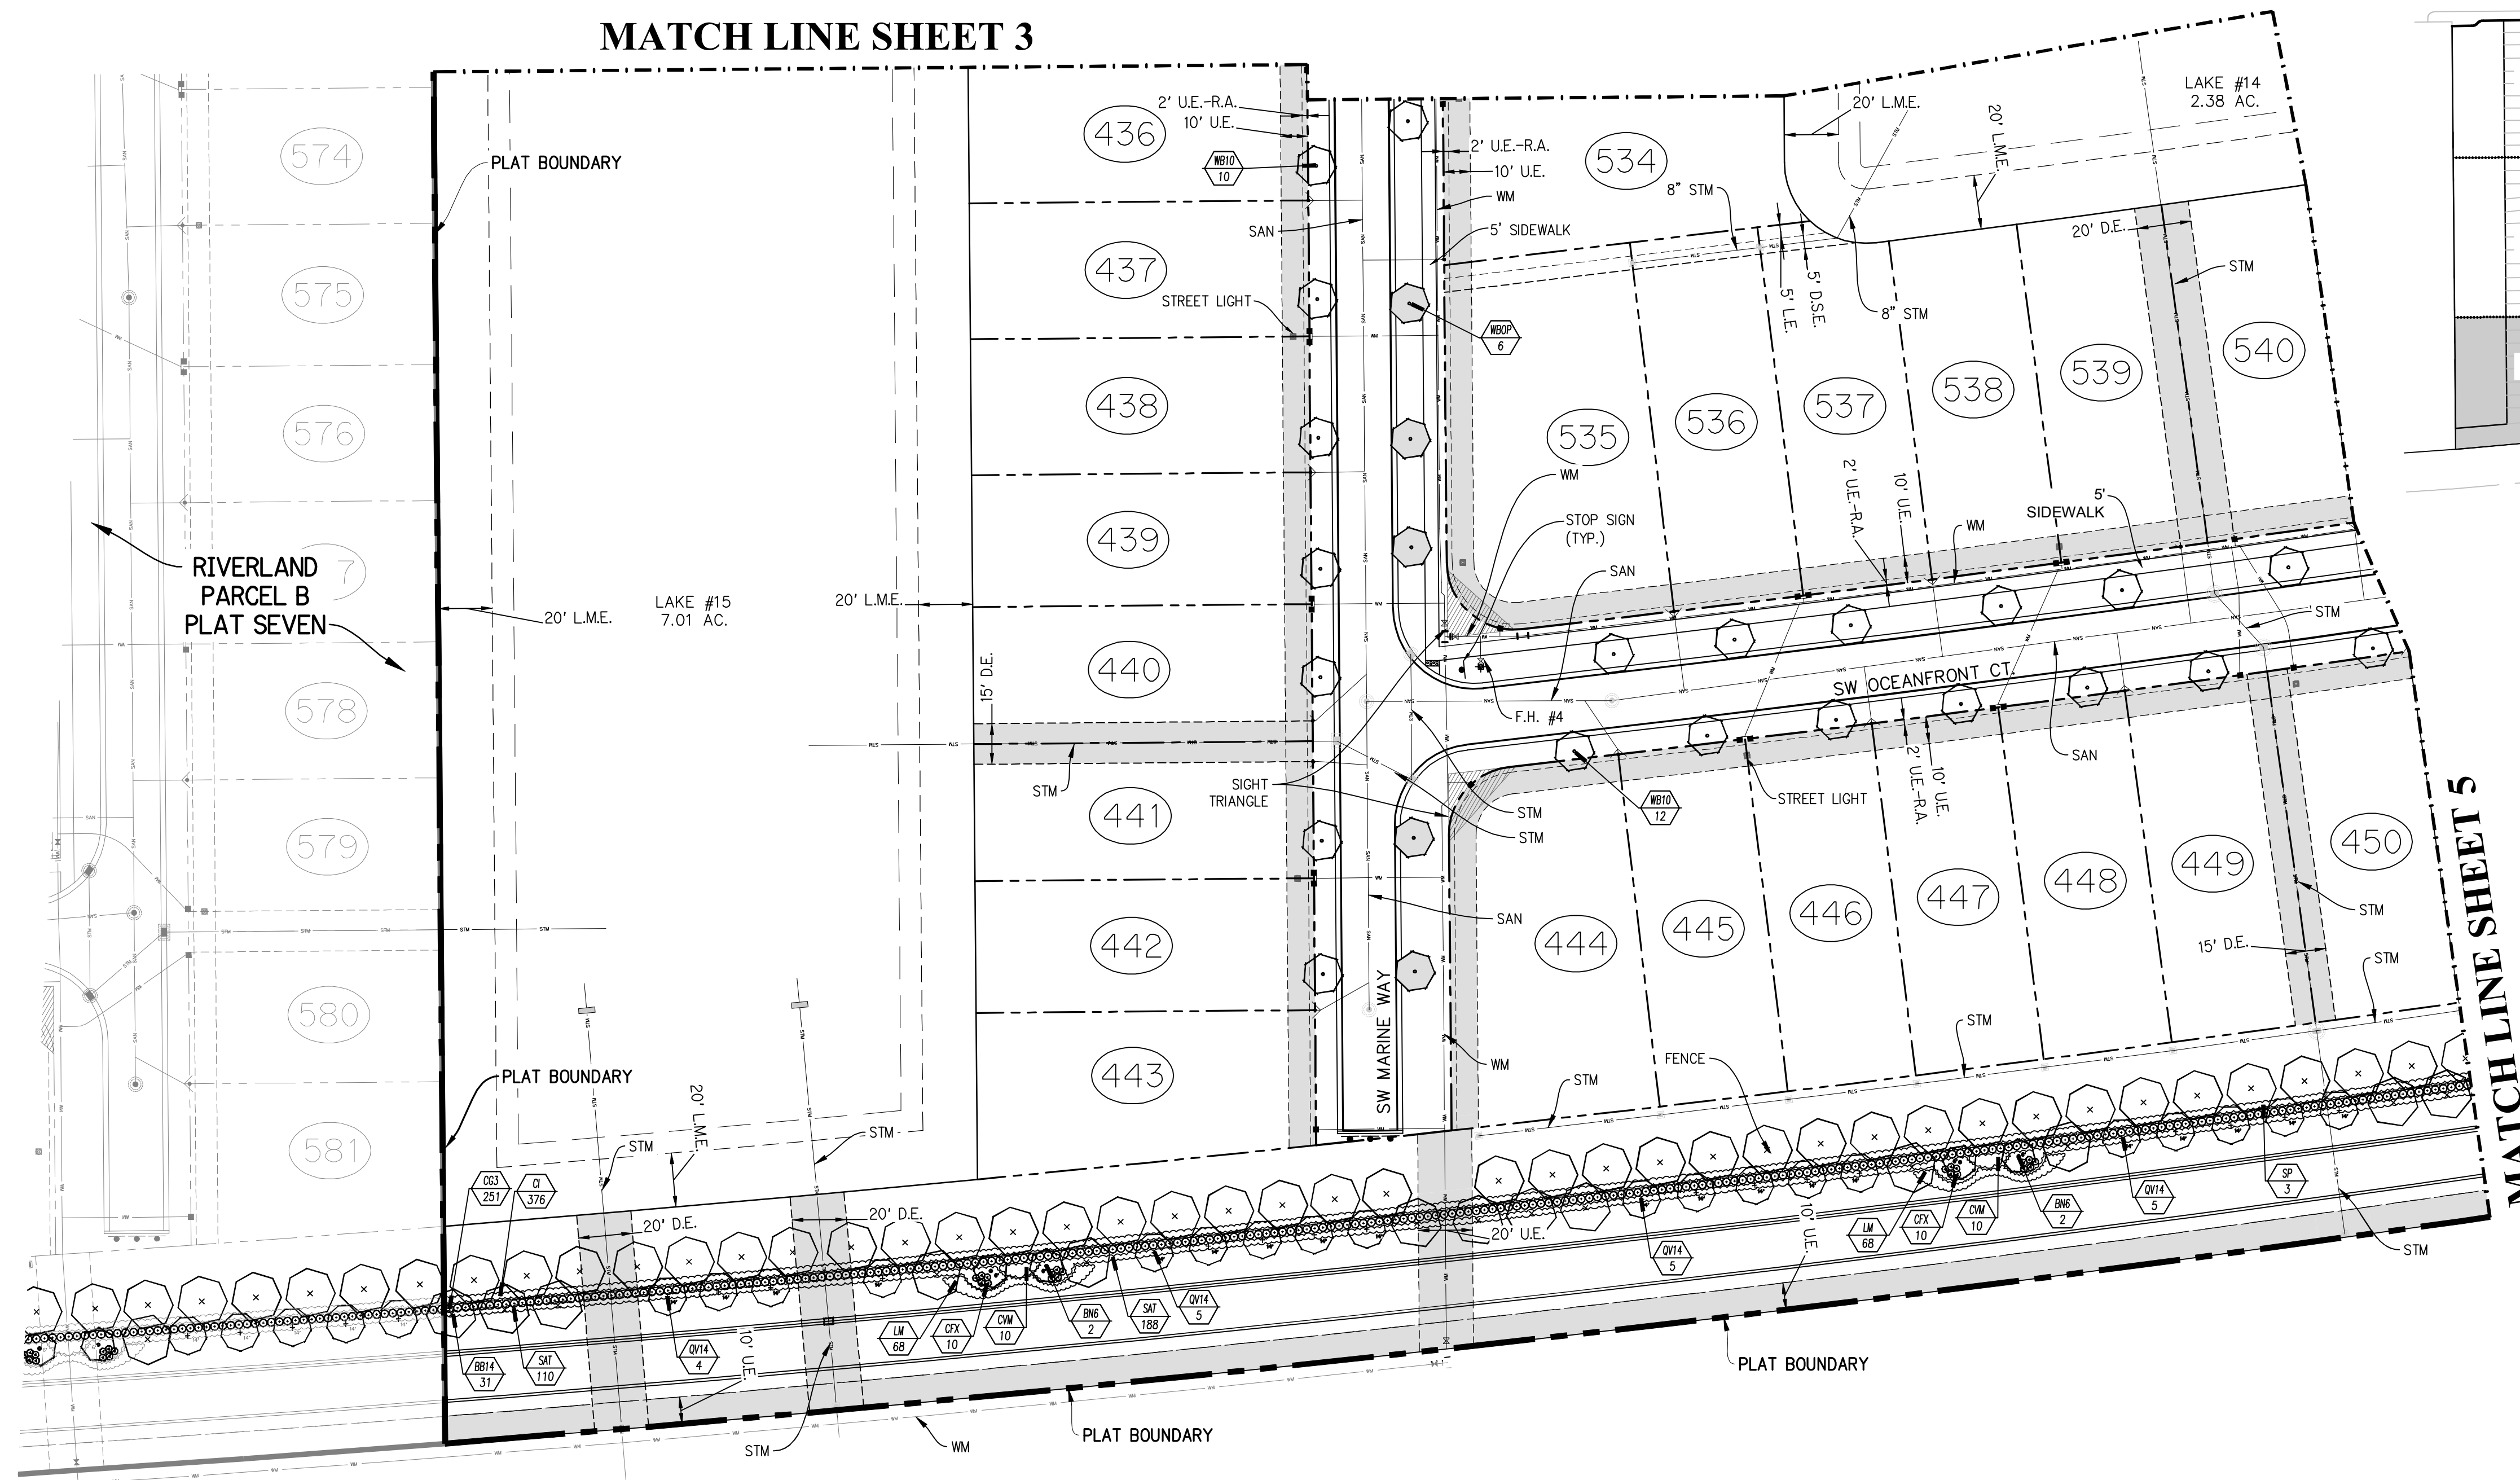 MATCH LINE SHEET 3
574
575
576
7
578
579
580
581
RIVERLAND
PARCEL B
PLAT SEVEN
PLAT BOUNDARY
20' L.M.E.
LAKE #15
7.01 AC.
20' L.M.E.
PLAT BOUNDARY
20' L.M.E.
STM
STM
436
437
438
439
440
441
442
443
15' D.E.
STM
2' U.E.-R.A.
10' U.E.
WB10
10
SAN
STREET LIGHT
SIGHT
TRIANGLE
2' U.E.-R.A.
10' U.E.
WM
5' SIDEWALK
WBOP
6
534
8" STM
20' L.M.E.
20' L.M.E.
LAKE #14
2.38 AC.
20' D.E.
STM
5' L.E.
5' D.S.E.
8" STM
535
536
537
538
539
540
WM
STOP SIGN
(TYP.)
SAN
2' U.E.-R.A.
10' U.E.
WM
5'
SIDEWALK
STM
SW OCEANFRONT CT.
F.H. #4
STM
STM
WB10
12
STREET LIGHT
2' U.E.-R.A.
10' U.E.
SAN
SAN
SW MARINE WAY
WM
444
445
446
447
448
449
450
STM
15' D.E.
STM
STM
STM
FENCE
MATCH LINE SHEET 5
CG3
251
CI
376
20' D.E.
20' D.E.
20' U.E.
BB14
31
SAT
110
QV14
4
10' U.E.
LM
68
CFX
10
CVM
10
BN6
2
SAT
188
QV14
5
QV14
5
10' U.E.
LM
68
CFX
10
CVM
10
BN6
2
QV14
5
SP
3
STM
STM
WM
PLAT BOUNDARY
PLAT BOUNDARY